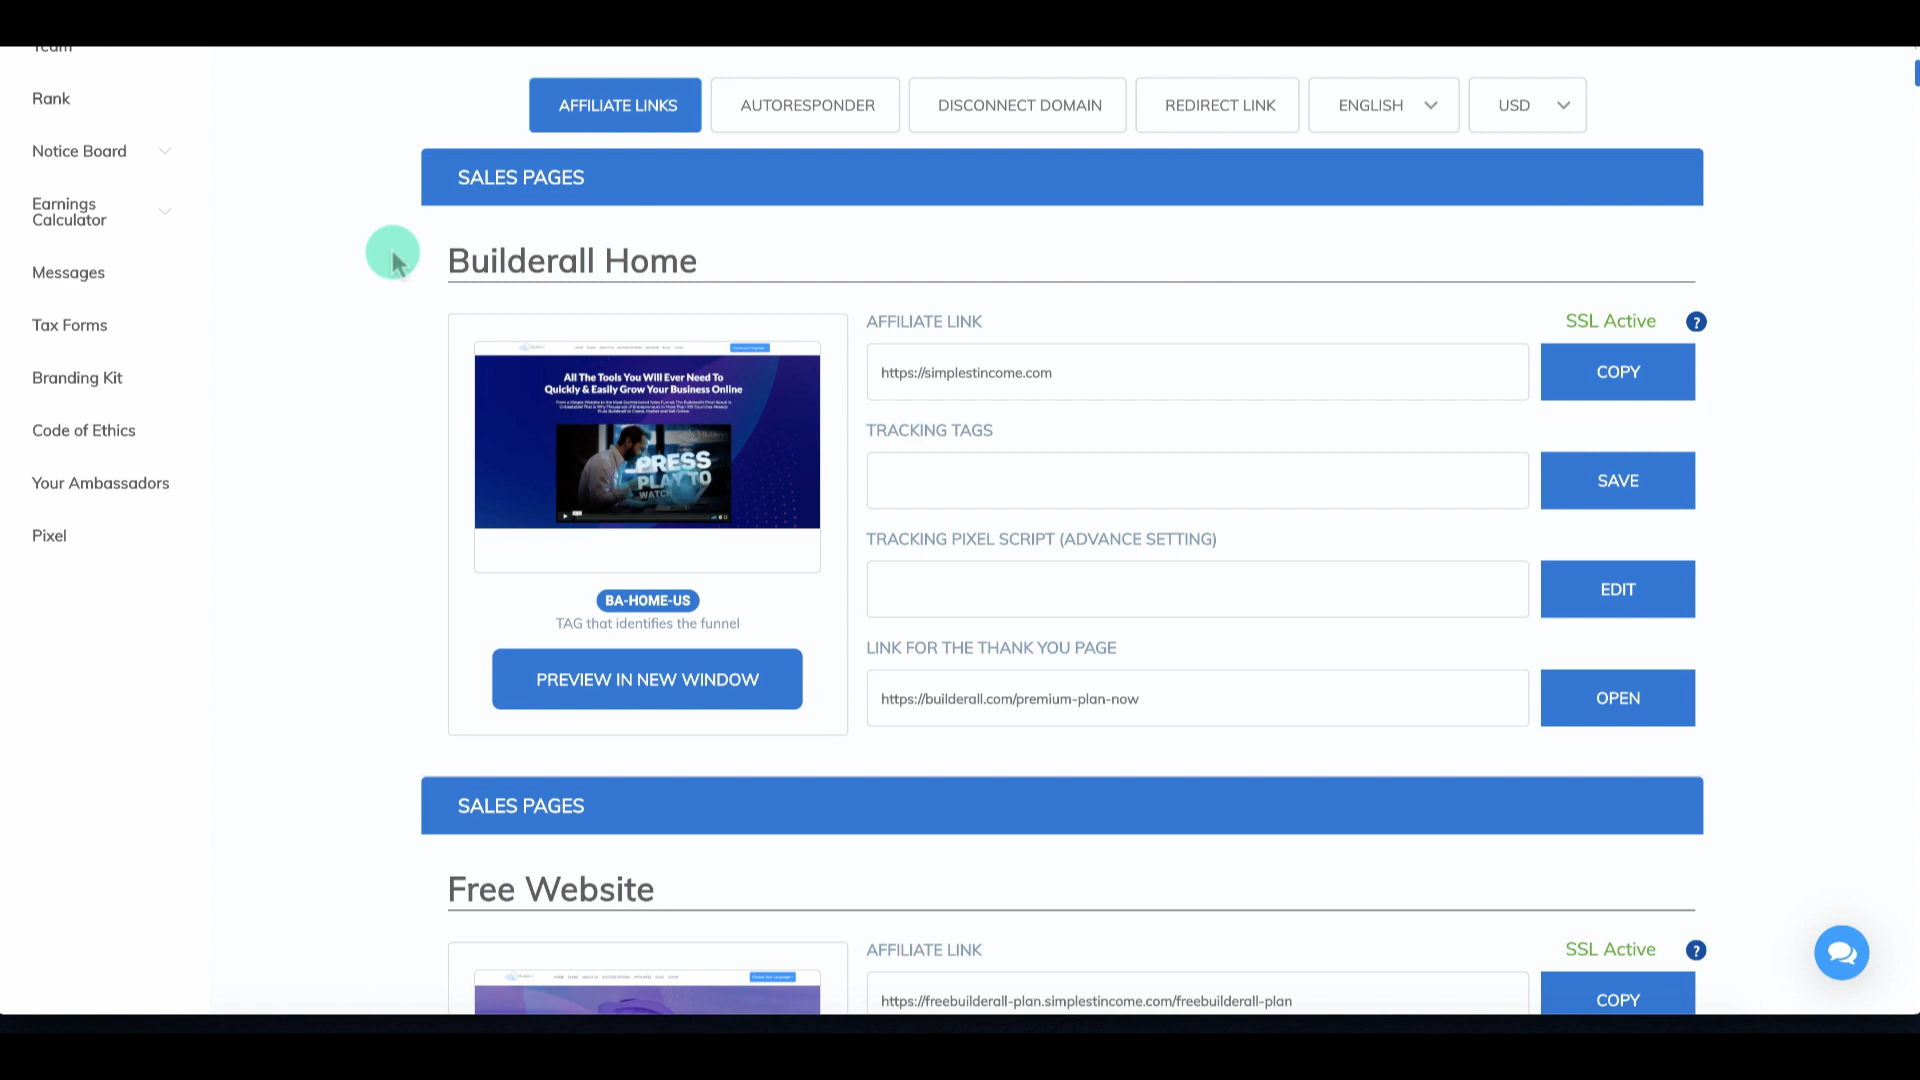 Team
Rank
Notice Board
Earnings
Calculator
Messages
Tax Forms
Branding Kit
Code of Ethics
Your Ambassadors
Pixel
AFFILIATE LINKS
AUTORESPONDER
DISCONNECT DOMAIN
REDIRECT LINK
ENGLISH
USD
SALES PAGES
Builderall Home
All The Tools You Will Ever Need To
Quickly & Easily Grow Your Business Online
PRESS
PLAY TO
WATCH
BA-HOME-US
TAG that identifies the funnel
PREVIEW IN NEW WINDOW
AFFILIATE LINK
SSL Active
?
https://simplestincome.com
COPY
TRACKING TAGS
SAVE
TRACKING PIXEL SCRIPT (ADVANCE SETTING)
EDIT
LINK FOR THE THANK YOU PAGE
https://builderall.com/premium-plan-now
OPEN
SALES PAGES
Free Website
AFFILIATE LINK
SSL Active
?
https://freebuilderall-plan.simplestincome.com/freebuilderall-plan
COPY